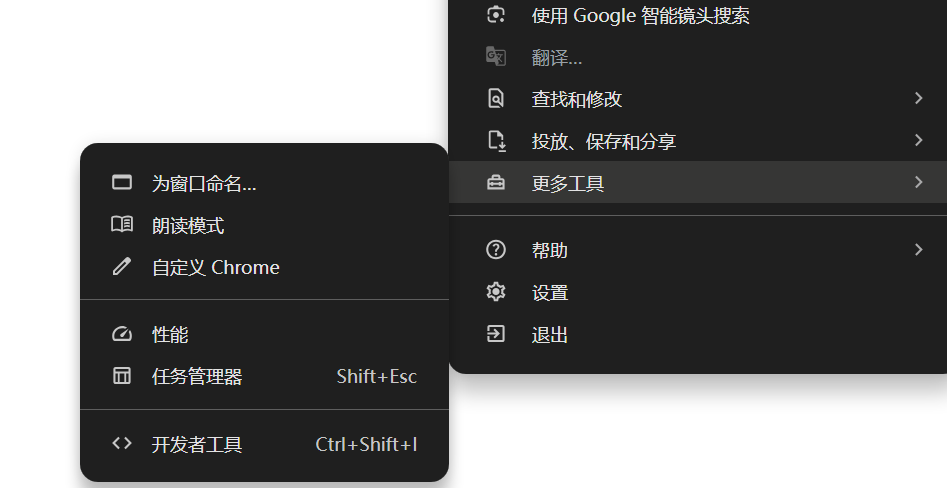 使用 Google 智能镜头搜索
翻译...
查找和修改
投放、保存和分享
更多工具
帮助
设置
退出
为窗口命名...
朗读模式
自定义 Chrome
性能
任务管理器 Shift+Esc
开发者工具 Ctrl+Shift+I